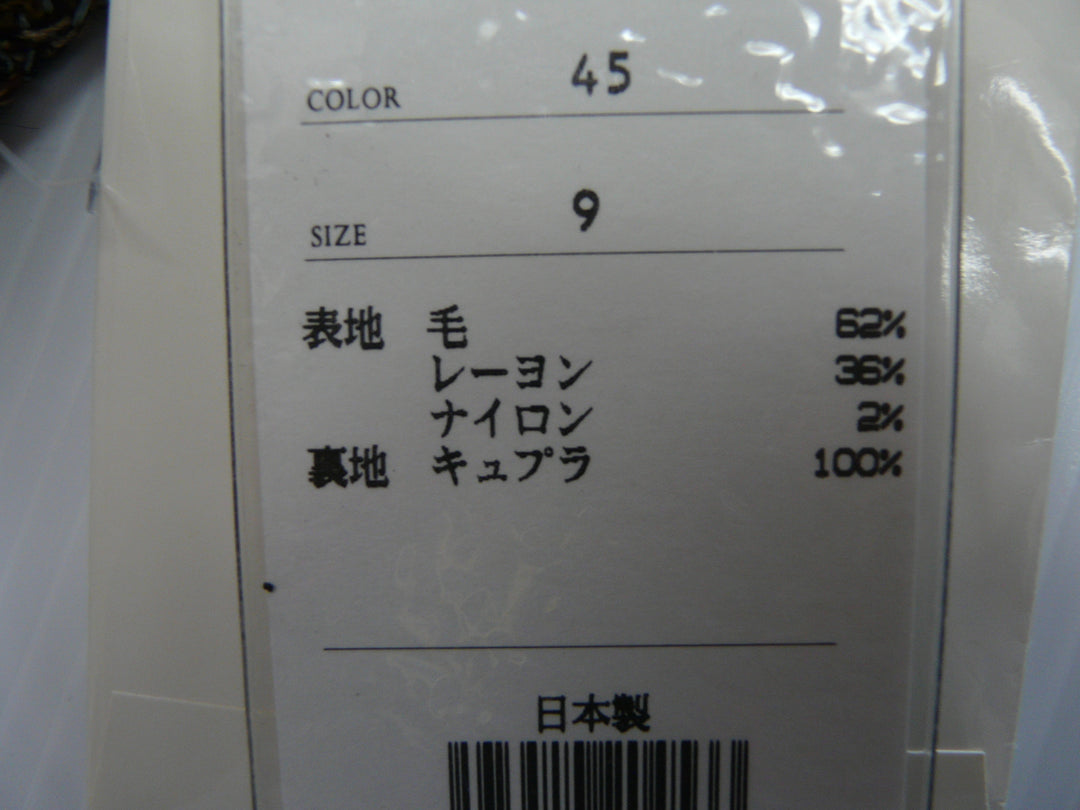 COLOR 45
SIZE 9
表地 毛 62%
レーヨン 36%
ナイロン 2%
裏地 キュプラ 100%
日本製